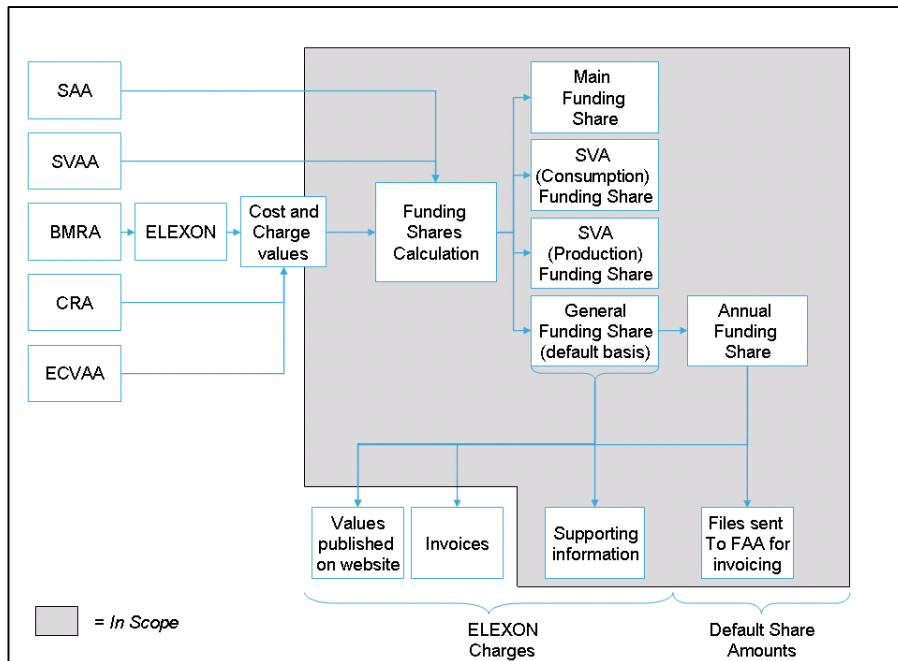 SAA
SVAA
BMRA
ELEXON
CRA
ECVAA
Cost and
Charge
values
Funding
Shares
Calculation
Main
Funding
Share
SVA
(Consumption)
Funding Share
SVA
(Production)
Funding Share
General
Funding Share
(default basis)
Annual
Funding
Share
Values
published
on website
Invoices
Supporting
information
Files sent
To FAA for
invoicing
= In Scope
ELEXON
Charges
Default Share
Amounts